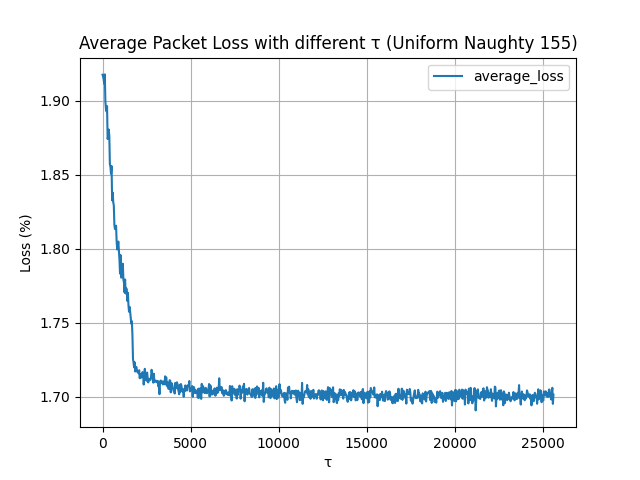 Average Packet Loss with different τ (Uniform Naughty 155)
average_loss
Loss (%)
1.90
1.85
1.80
1.75
1.70
0 5000 10000 15000 20000 25000
τ